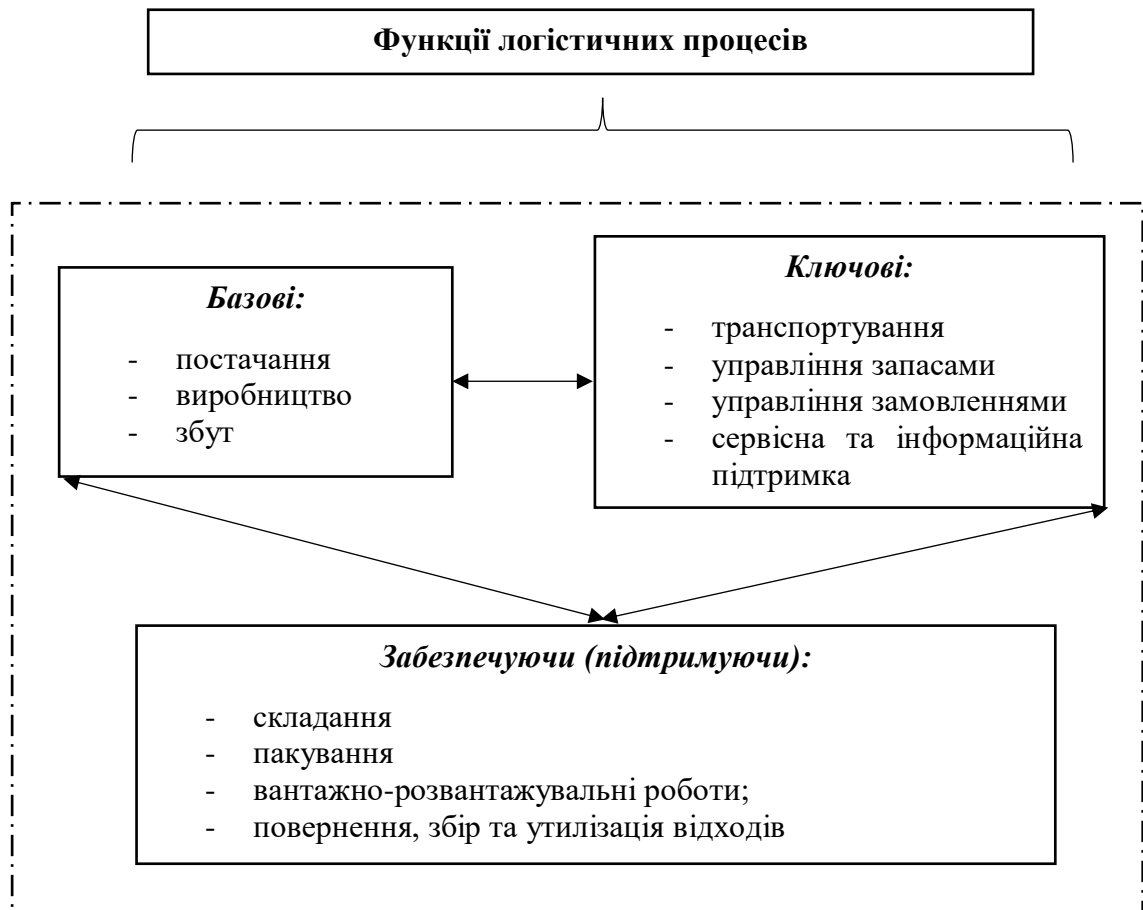 Функції логістичних процесів
Базові:
- постачання
- виробництво
- збут
Ключові:
- транспортування
- управління запасами
- управління замовленнями
- сервісна та інформаційна
підтримка
Забезпечуючи (підтримуючи):
- складання
- пакування
- вантажно-розвантажувальні роботи;
- повернення, збір та утилізація відходів